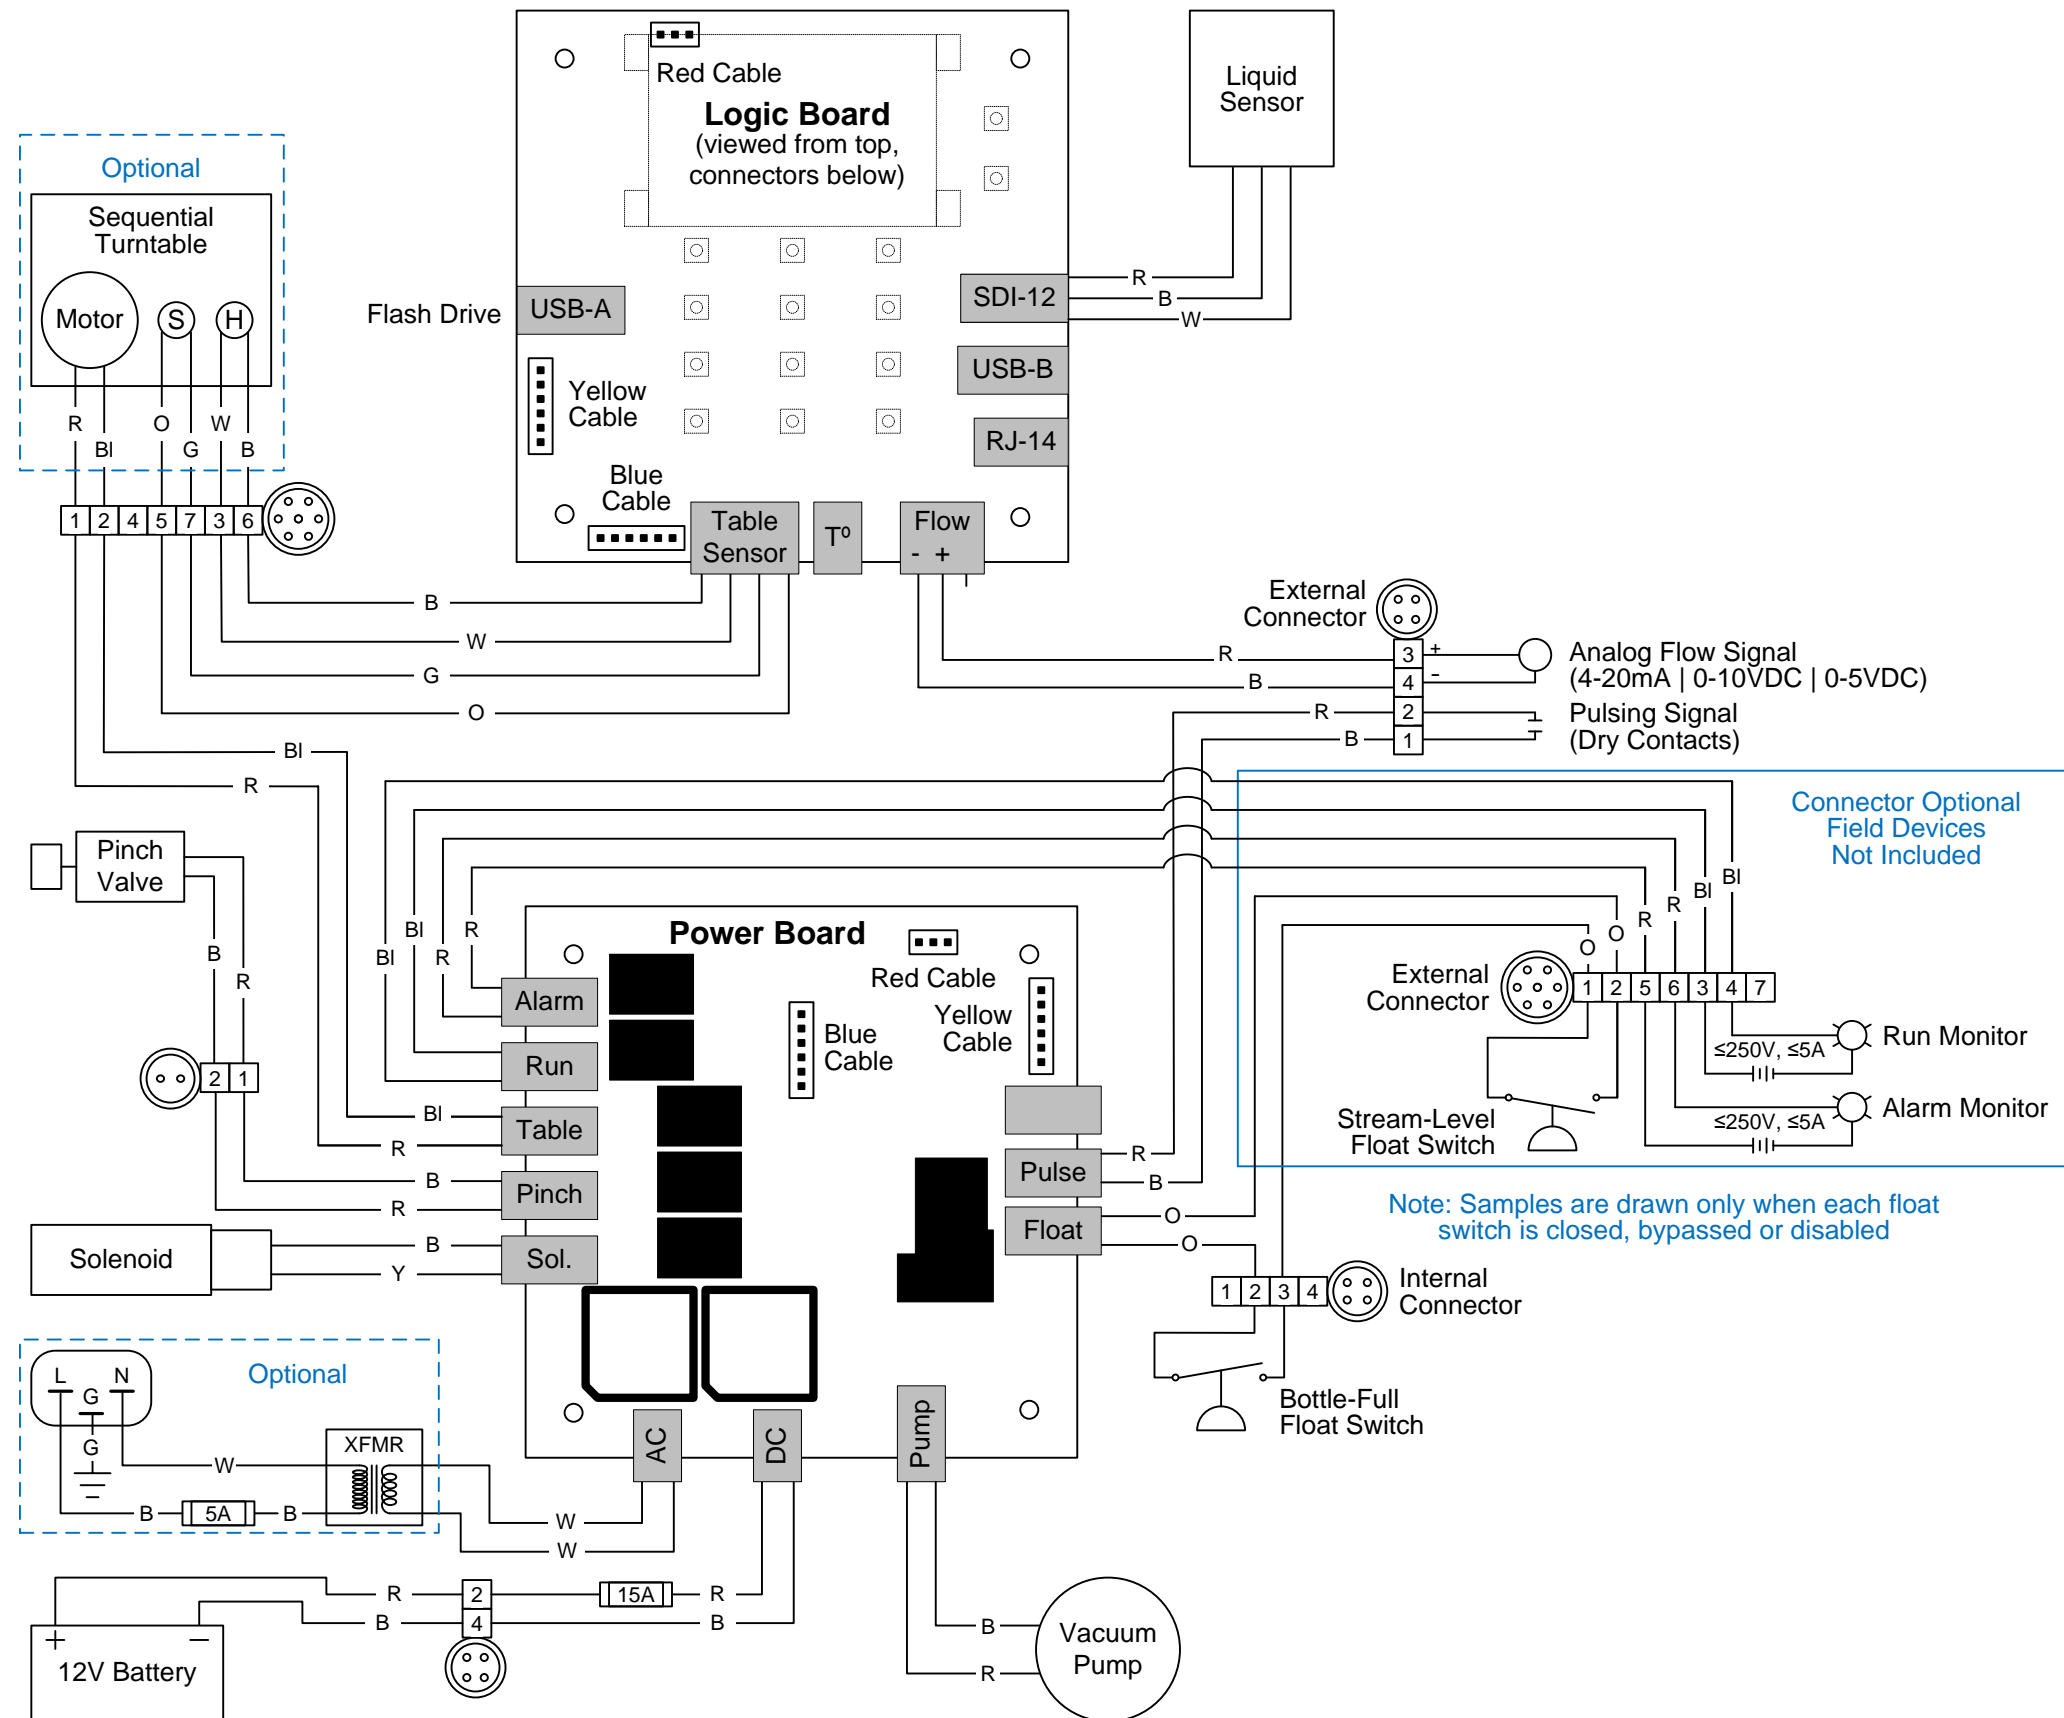 Red Cable
Logic Board
(viewed from top,
connectors below)
Liquid
Sensor
Optional
Sequential
Turntable
Motor
S
H
Flash Drive
USB-A
SDI-12
R
B
W
USB-B
Yellow
Cable
RJ-14
R
O
W
Bl
G
B
Blue
Cable
1 2 4 5 7 3 6
Table
Sensor
Tº
Flow
- +
B
W
G
O
External
Connector
R
3
+
B
4
-
Analog Flow Signal
(4-20mA | 0-10VDC | 0-5VDC)
R
2
B
1
Pulsing Signal
(Dry Contacts)
Bl
R
Connector Optional
Field Devices
Not Included
Pinch
Valve
B
R
2 1
Bl
Bl
R
R
Power Board
Red Cable
Blue
Cable
Yellow
Cable
Alarm
Run
Table
Pinch
Sol.
Bl
R
B
R
B
Y
Solenoid
Pulse
Float
R
B
O
O
O
O
R
R
Bl
Bl
External
Connector
1 2 5 6 3 4 7
Run Monitor
≤250V, ≤5A
Alarm Monitor
≤250V, ≤5A
Stream-Level
Float Switch
Note: Samples are drawn only when each float
switch is closed, bypassed or disabled
1 2 3 4
Internal
Connector
Bottle-Full
Float Switch
Optional
L
G
N
G
XFMR
W
B
5A
B
W
W
AC
DC
Pump
R
2
15A
R
B
4
B
+
–
12V Battery
B
R
Vacuum
Pump